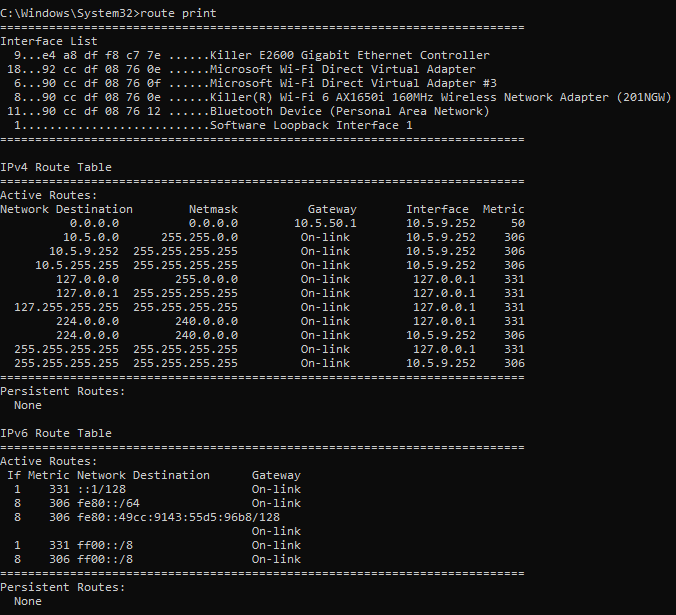 C:\Windows\System32>route print
===========================================================================
Interface List
  9...e4 a8 df f8 c7 7e ......Killer E2600 Gigabit Ethernet Controller
 18...92 cc df 08 76 0e ......Microsoft Wi-Fi Direct Virtual Adapter
  6...90 cc df 08 76 0f ......Microsoft Wi-Fi Direct Virtual Adapter #3
  8...90 cc df 08 76 0e ......Killer(R) Wi-Fi 6 AX1650i 160MHz Wireless Network Adapter (201NGW)
 11...90 cc df 08 76 12 ......Bluetooth Device (Personal Area Network)
  1...........................Software Loopback Interface 1
===========================================================================
IPv4 Route Table
===========================================================================
Active Routes:
Network Destination        Netmask          Gateway       Interface  Metric
          0.0.0.0          0.0.0.0       10.5.50.1       10.5.9.252     50
         10.5.0.0      255.255.0.0         On-link       10.5.9.252    306
       10.5.9.252  255.255.255.255         On-link       10.5.9.252    306
     10.5.255.255  255.255.255.255         On-link       10.5.9.252    306
        127.0.0.0        255.0.0.0         On-link        127.0.0.1    331
        127.0.0.1  255.255.255.255         On-link        127.0.0.1    331
  127.255.255.255  255.255.255.255         On-link        127.0.0.1    331
        224.0.0.0        240.0.0.0         On-link        127.0.0.1    331
        224.0.0.0        240.0.0.0         On-link       10.5.9.252    306
  255.255.255.255  255.255.255.255         On-link        127.0.0.1    331
  255.255.255.255  255.255.255.255         On-link       10.5.9.252    306
===========================================================================
Persistent Routes:
  None
IPv6 Route Table
===========================================================================
Active Routes:
 If Metric Network Destination      Gateway
  1    331 ::1/128                  On-link
  8    306 fe80::/64                On-link
  8    306 fe80::49cc:9143:55d5:96b8/128
                                    On-link
  1    331 ff00::/8                 On-link
  8    306 ff00::/8                 On-link
===========================================================================
Persistent Routes:
  None